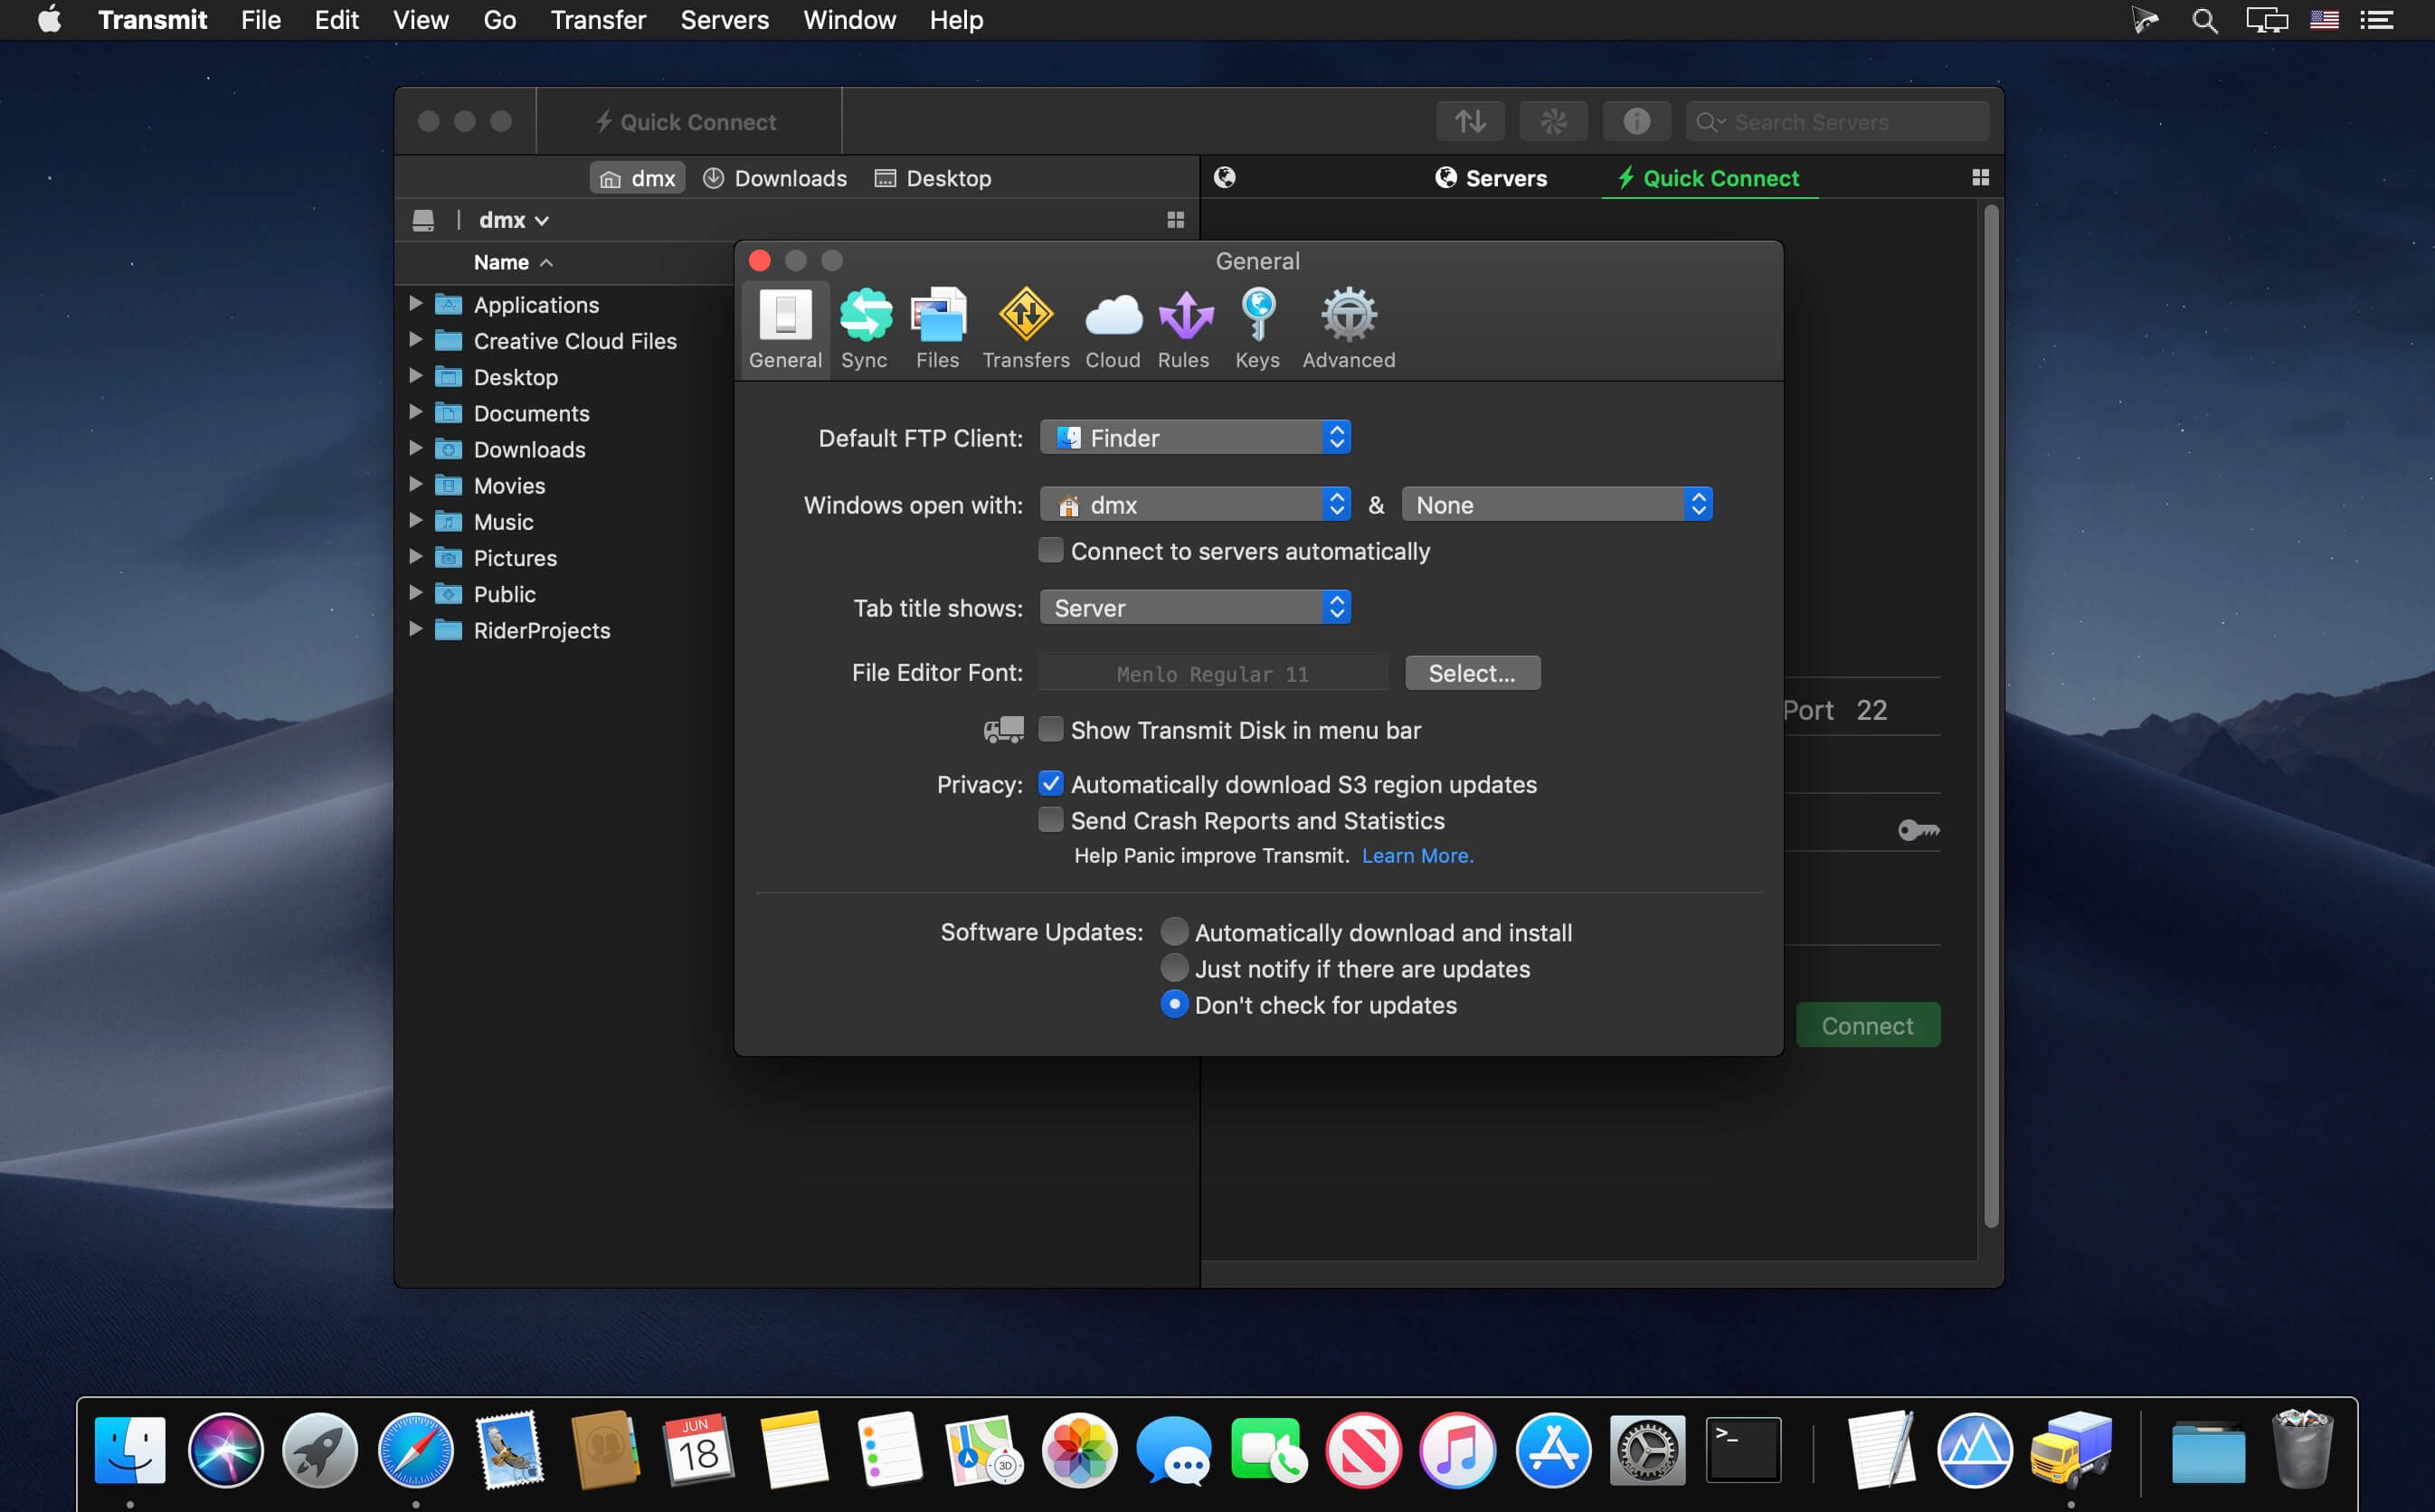 Transmit File Edit View Go Transfer Servers Window Help
Quick Connect
Search Servers
dmx Downloads Desktop
Servers Quick Connect
| dmx
Name
Applications
Creative Cloud Files
Desktop
Documents
Downloads
Movies
Music
Pictures
Public
RiderProjects
General
General Sync Files Transfers Cloud Rules Keys Advanced
Default FTP Client: Finder
Windows open with: dmx & None
Connect to servers automatically
Tab title shows: Server
File Editor Font: Menlo Regular 11 Select...
Show Transmit Disk in menu bar
Privacy: Automatically download S3 region updates
Send Crash Reports and Statistics
Help Panic improve Transmit. Learn More.
Software Updates: Automatically download and install
Just notify if there are updates
Don't check for updates
Port 22
Connect
JUN
18
3D
>_